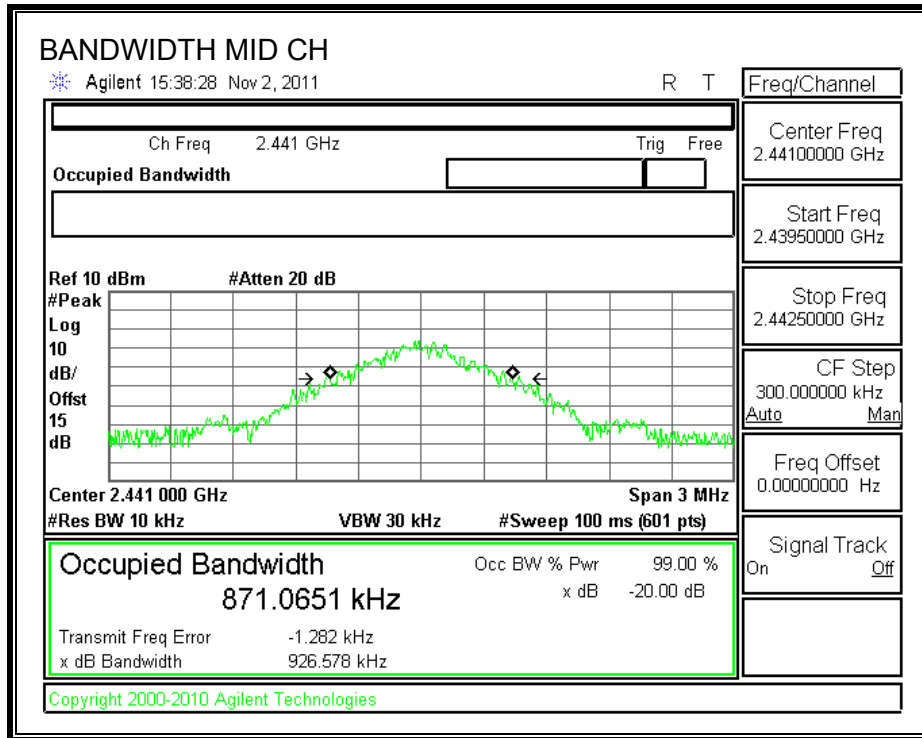 BANDWIDTH MID CH
Agilent 15:38:28 Nov 2, 2011 R T
Freq/Channel
Ch Freq 2.441 GHz Trig Free
Occupied Bandwidth
Center Freq
2.44100000 GHz
Start Freq
2.43950000 GHz
Stop Freq
2.44250000 GHz
CF Step
300.000000 kHz
Auto Man
Freq Offset
0.00000000 Hz
Signal Track
On Off
Ref 10 dBm #Atten 20 dB
#Peak
Log
10
dB/
Offst
15
dB
Center 2.441 000 GHz Span 3 MHz
#Res BW 10 kHz VBW 30 kHz #Sweep 100 ms (601 pts)
Occupied Bandwidth Occ BW % Pwr 99.00 %
871.0651 kHz x dB -20.00 dB
Transmit Freq Error -1.282 kHz
x dB Bandwidth 926.578 kHz
Copyright 2000-2010 Agilent Technologies